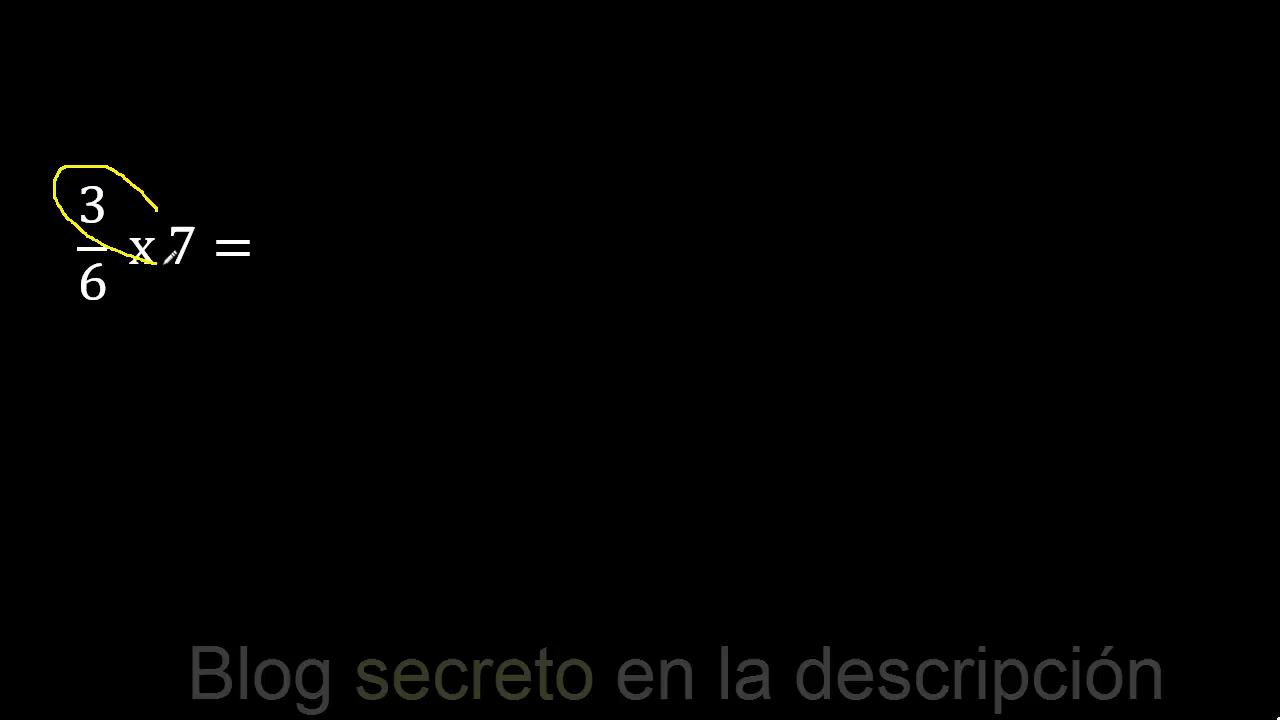 3/6 x 7 =
Blog secreto en la descripción